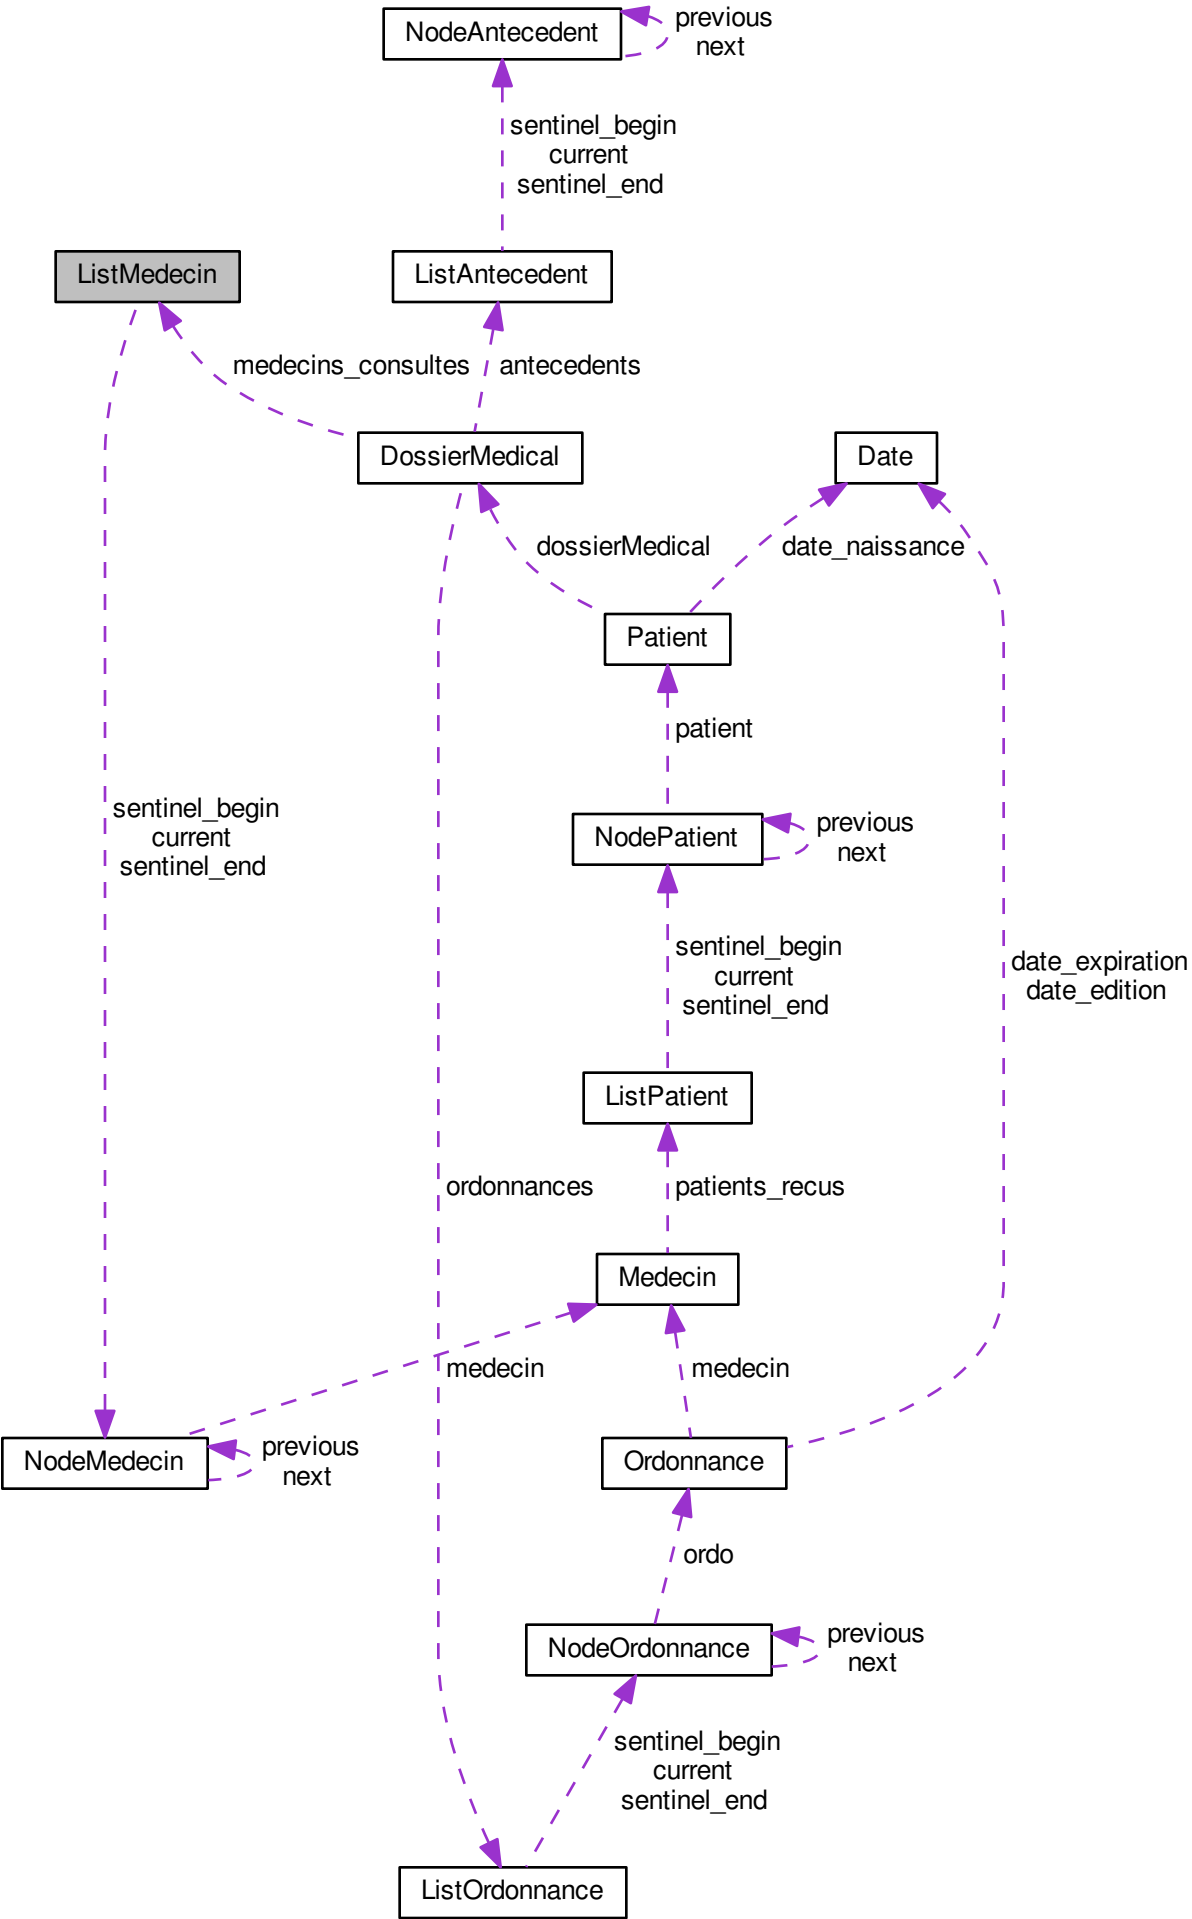 NodeAntecedent
previous
next
sentinel_begin
current
sentinel_end
ListMedecin
ListAntecedent
medecins_consultes
antecedents
DossierMedical
Date
dossierMedical
date_naissance
Patient
patient
sentinel_begin
current
sentinel_end
NodePatient
previous
next
sentinel_begin
current
sentinel_end
date_expiration
date_edition
ListPatient
ordonnances
patients_recus
Medecin
medecin
medecin
NodeMedecin
previous
next
Ordonnance
ordo
NodeOrdonnance
previous
next
sentinel_begin
current
sentinel_end
ListOrdonnance